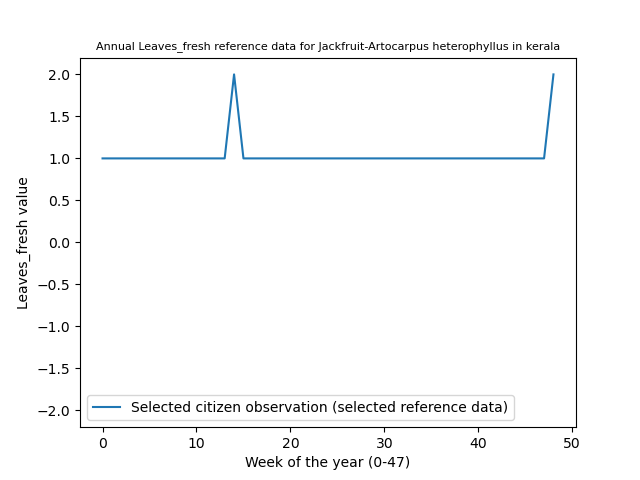 Annual Leaves_fresh reference data for Jackfruit-Artocarpus heterophyllus in kerala
2.0
1.5
1.0
0.5
0.0
−0.5
−1.0
−1.5
−2.0
Leaves_fresh value
Selected citizen observation (selected reference data)
0 10 20 30 40 50
Week of the year (0-47)